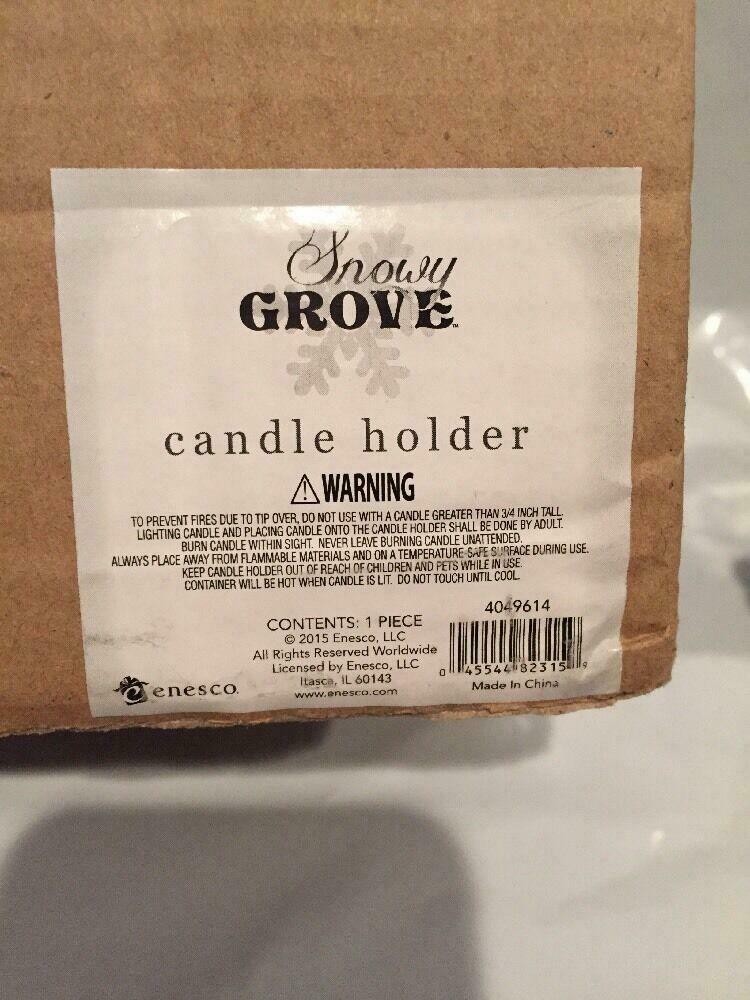 Snowy
GROVE™
candle holder
⚠ WARNING
TO PREVENT FIRES DUE TO TIP OVER, DO NOT USE WITH A CANDLE GREATER THAN 3/4 INCH TALL.
LIGHTING CANDLE AND PLACING CANDLE ONTO THE CANDLE HOLDER SHALL BE DONE BY ADULT.
BURN CANDLE WITHIN SIGHT. NEVER LEAVE BURNING CANDLE UNATTENDED.
ALWAYS PLACE AWAY FROM FLAMMABLE MATERIALS AND ON A TEMPERATURE-SAFE SURFACE DURING USE.
KEEP CANDLE HOLDER OUT OF REACH OF CHILDREN AND PETS WHILE IN USE.
CONTAINER WILL BE HOT WHEN CANDLE IS LIT. DO NOT TOUCH UNTIL COOL.
CONTENTS: 1 PIECE
© 2015 Enesco, LLC
All Rights Reserved Worldwide
Licensed by Enesco, LLC
Itasca, IL 60143
www.enesco.com
enesco.
4049614
0 45544 82315 9
Made In China